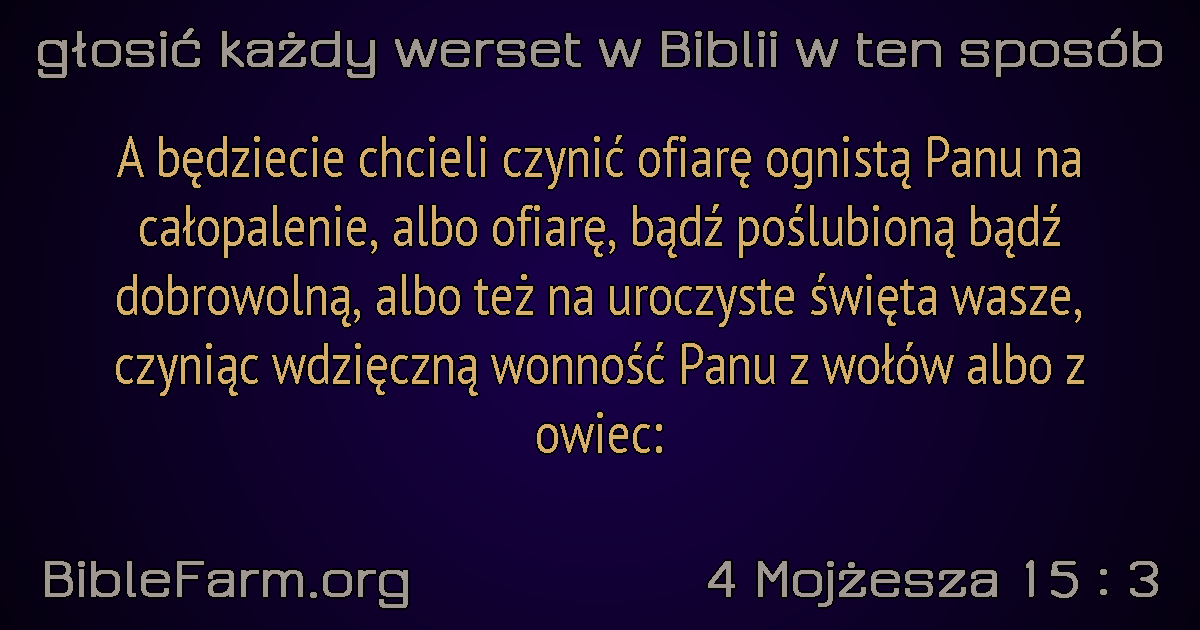 głosić każdy werset w Biblii w ten sposób
A będziecie chcieli czynić ofiarę ognistą Panu na
całopalenie, albo ofiarę, bądź poślubioną bądź
dobrowolną, albo też na uroczyste święta wasze,
czyniąc wdzięczną wonność Panu z wołów albo z
owiec:
BibleFarm.org
4 Mojżesza 15 : 3